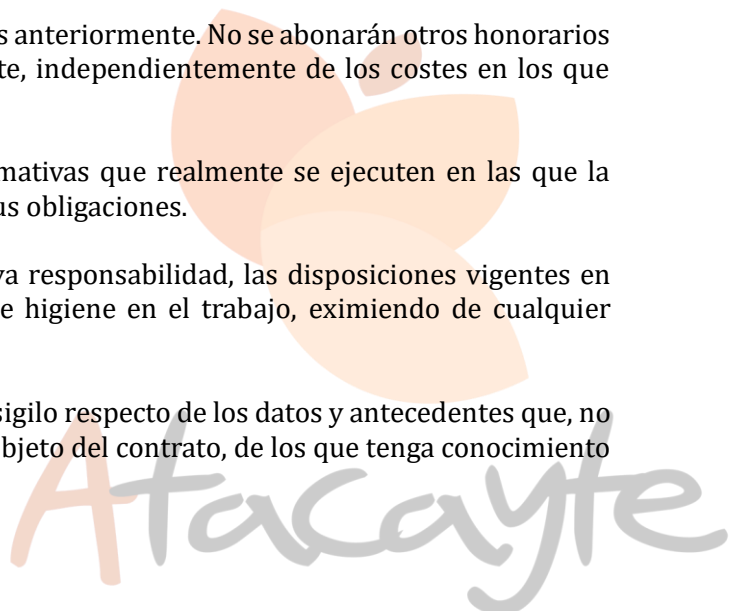 s anteriormente. No se abonarán otros honorarios
te, independientemente de los costes en los que
mativas que realmente se ejecuten en las que la
us obligaciones.
va responsabilidad, las disposiciones vigentes en
e higiene en el trabajo, eximiendo de cualquier
sigilo respecto de los datos y antecedentes que, no
bjeto del contrato, de los que tenga conocimiento
Atacayte